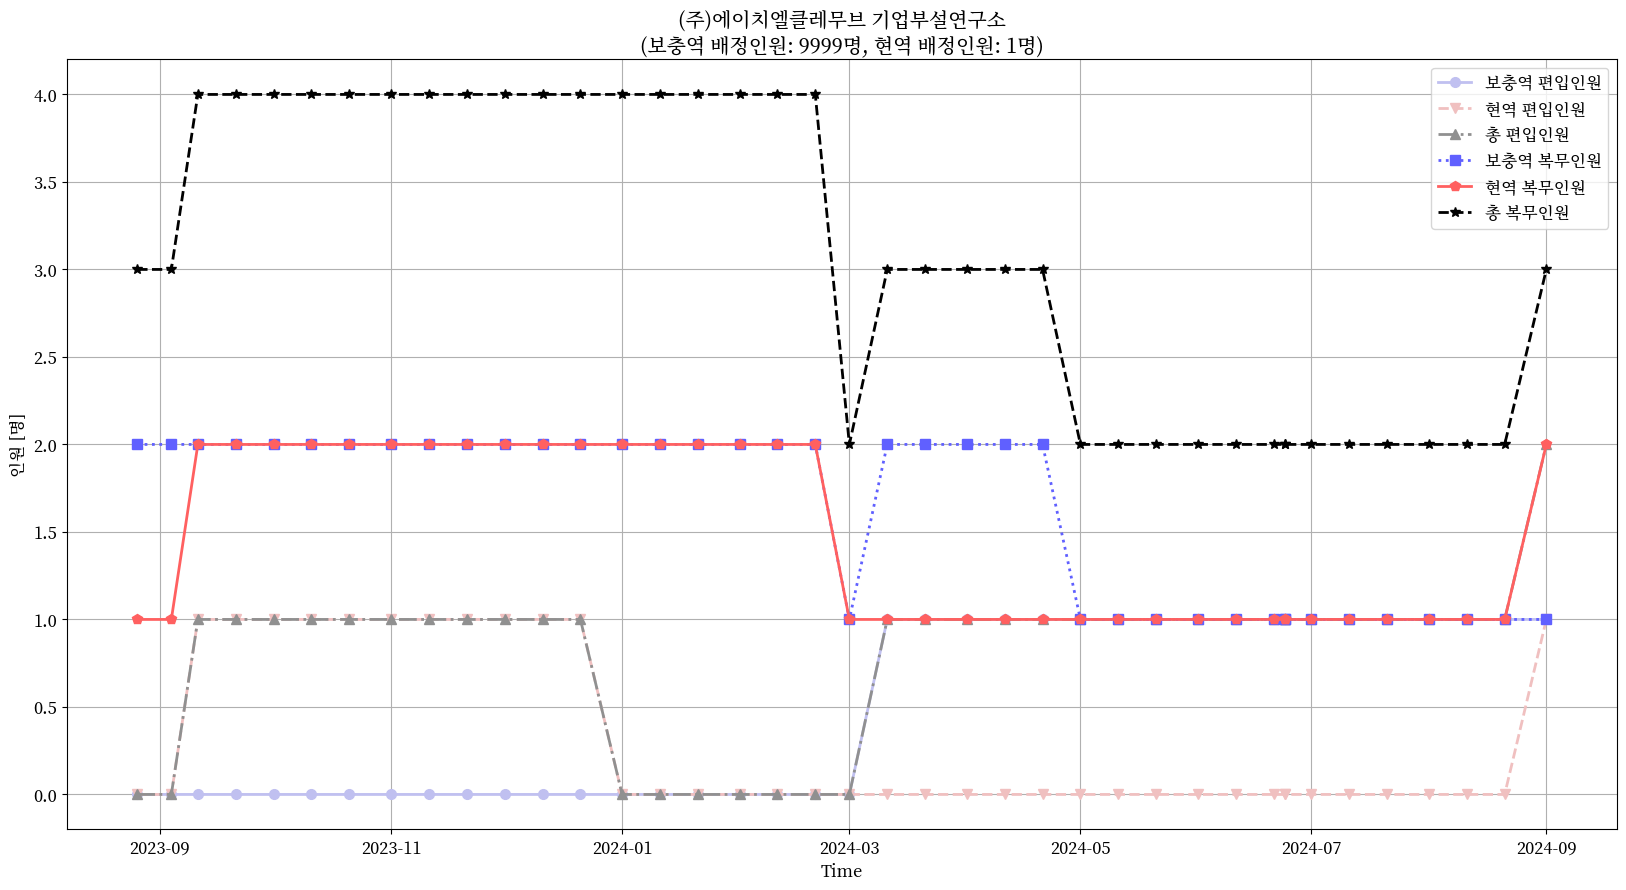 (주)에이치엘클레무브 기업부설연구소
(보충역 배정인원: 9999명, 현역 배정인원: 1명)
보충역 편입인원
현역 편입인원
총 편입인원
보충역 복무인원
현역 복무인원
총 복무인원
인원 [명]
4.0
3.5
3.0
2.5
2.0
1.5
1.0
0.5
0.0
2023-09
2023-11
2024-01
2024-03
2024-05
2024-07
2024-09
Time